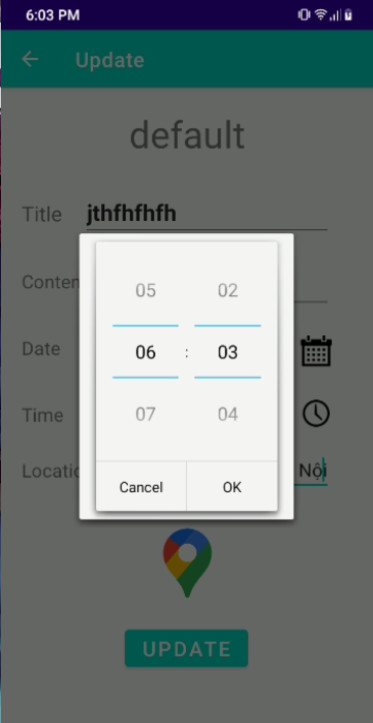 6:03 PM
Update
default
Title jthfhfhfh
Conten
05 02
Date
06 : 03
Time
07 04
Locatio
Nội
Cancel OK
UPDATE